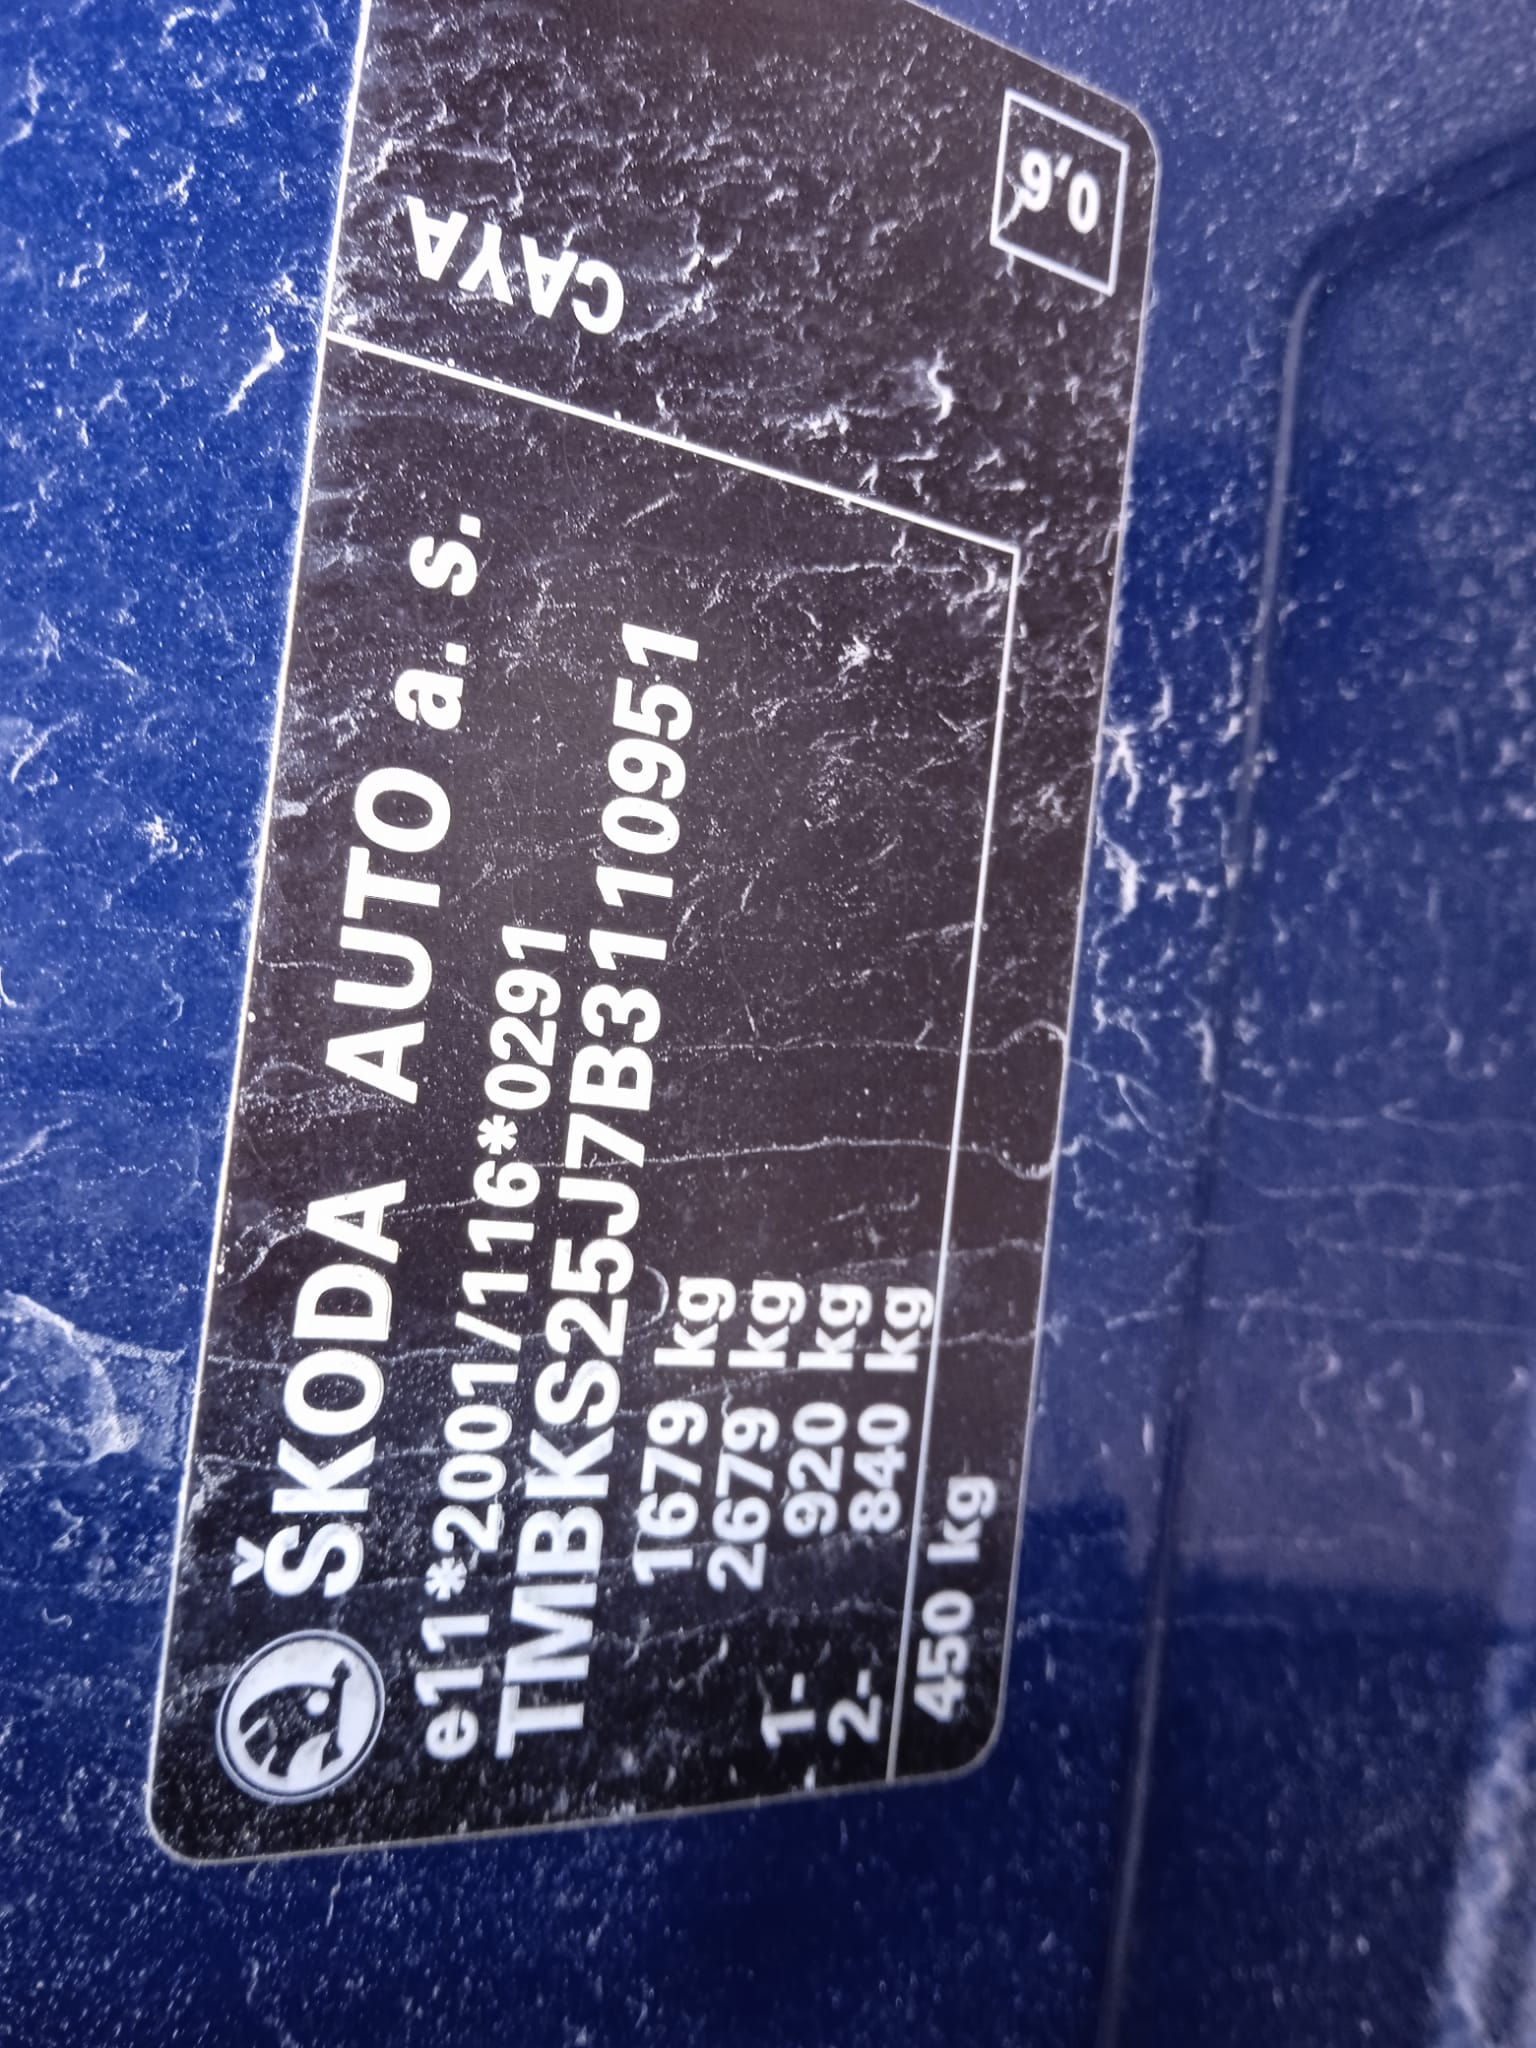 ŠKODA AUTO a. s.
e11*2001/116*0291
TMBKS25J7B3110951
1679 kg
2679 kg
1- 920 kg
2- 840 kg
450 kg
CAYA
0,6